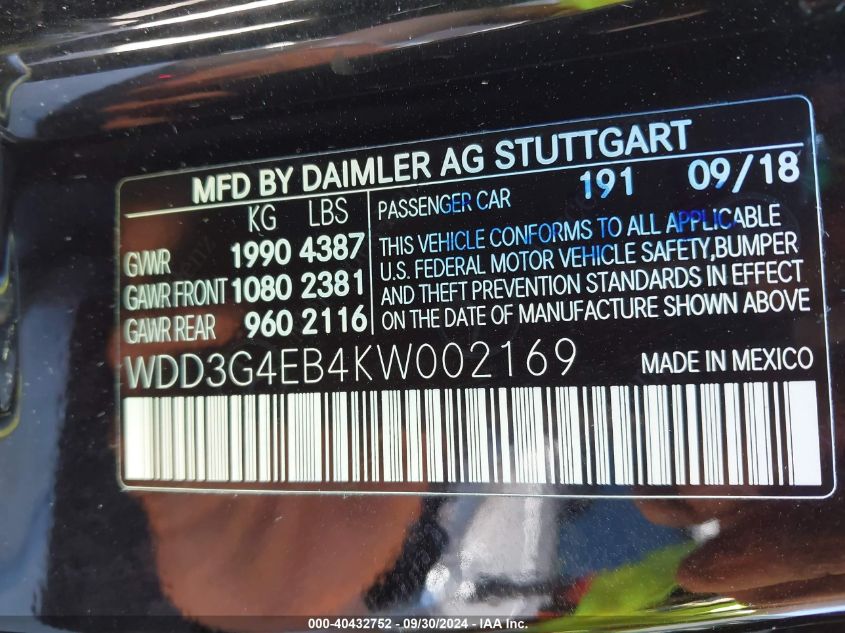 MFD BY DAIMLER AG STUTTGART
KG LBS
GVWR 1990 4387
GAWR FRONT 1080 2381
GAWR REAR 960 2116
PASSENGER CAR 191 09/18
THIS VEHICLE CONFORMS TO ALL APPLICABLE
U.S. FEDERAL MOTOR VEHICLE SAFETY,BUMPER
AND THEFT PREVENTION STANDARDS IN EFFECT
ON THE DATE OF MANUFACTURE SHOWN ABOVE
WDD3G4EB4KW002169 MADE IN MEXICO
000-40432752 - 09/30/2024 - IAA Inc.